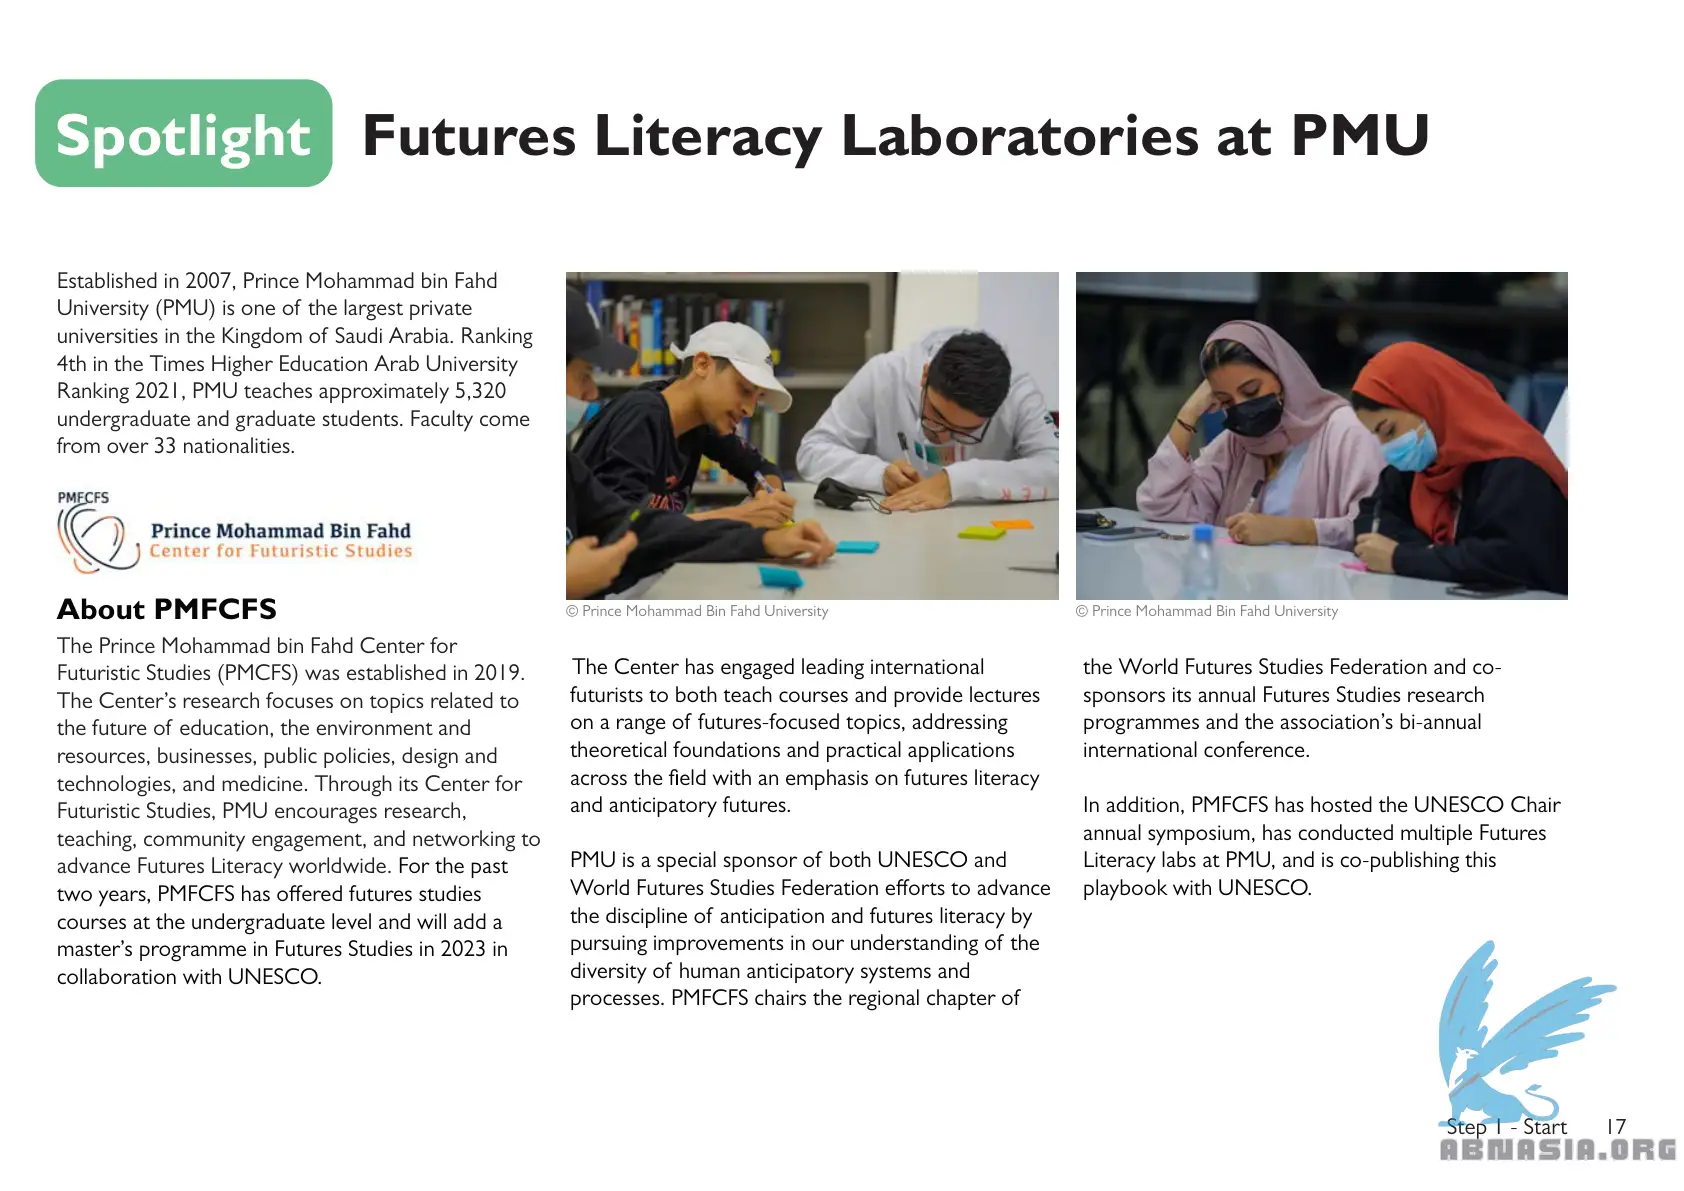 Spotlight
Futures Literacy Laboratories at PMU
Established in 2007, Prince Mohammad bin Fahd
University (PMU) is one of the largest private
universities in the Kingdom of Saudi Arabia. Ranking
4th in the Times Higher Education Arab University
Ranking 2021, PMU teaches approximately 5,320
undergraduate and graduate students. Faculty come
from over 33 nationalities.
PMFCFS
Prince Mohammad Bin Fahd
Center for Futuristic Studies
About PMFCFS
The Prince Mohammad bin Fahd Center for
Futuristic Studies (PMCFS) was established in 2019.
The Center’s research focuses on topics related to
the future of education, the environment and
resources, businesses, public policies, design and
technologies, and medicine. Through its Center for
Futuristic Studies, PMU encourages research,
teaching, community engagement, and networking to
advance Futures Literacy worldwide. For the past
two years, PMFCFS has offered futures studies
courses at the undergraduate level and will add a
master’s programme in Futures Studies in 2023 in
collaboration with UNESCO.
© Prince Mohammad Bin Fahd University
The Center has engaged leading international
futurists to both teach courses and provide lectures
on a range of futures-focused topics, addressing
theoretical foundations and practical applications
across the field with an emphasis on futures literacy
and anticipatory futures.
PMU is a special sponsor of both UNESCO and
World Futures Studies Federation efforts to advance
the discipline of anticipation and futures literacy by
pursuing improvements in our understanding of the
diversity of human anticipatory systems and
processes. PMFCFS chairs the regional chapter of
© Prince Mohammad Bin Fahd University
the World Futures Studies Federation and co-
sponsors its annual Futures Studies research
programmes and the association’s bi-annual
international conference.
In addition, PMFCFS has hosted the UNESCO Chair
annual symposium, has conducted multiple Futures
Literacy labs at PMU, and is co-publishing this
playbook with UNESCO.
Step 1 - Start 17
ABNASIA.ORG